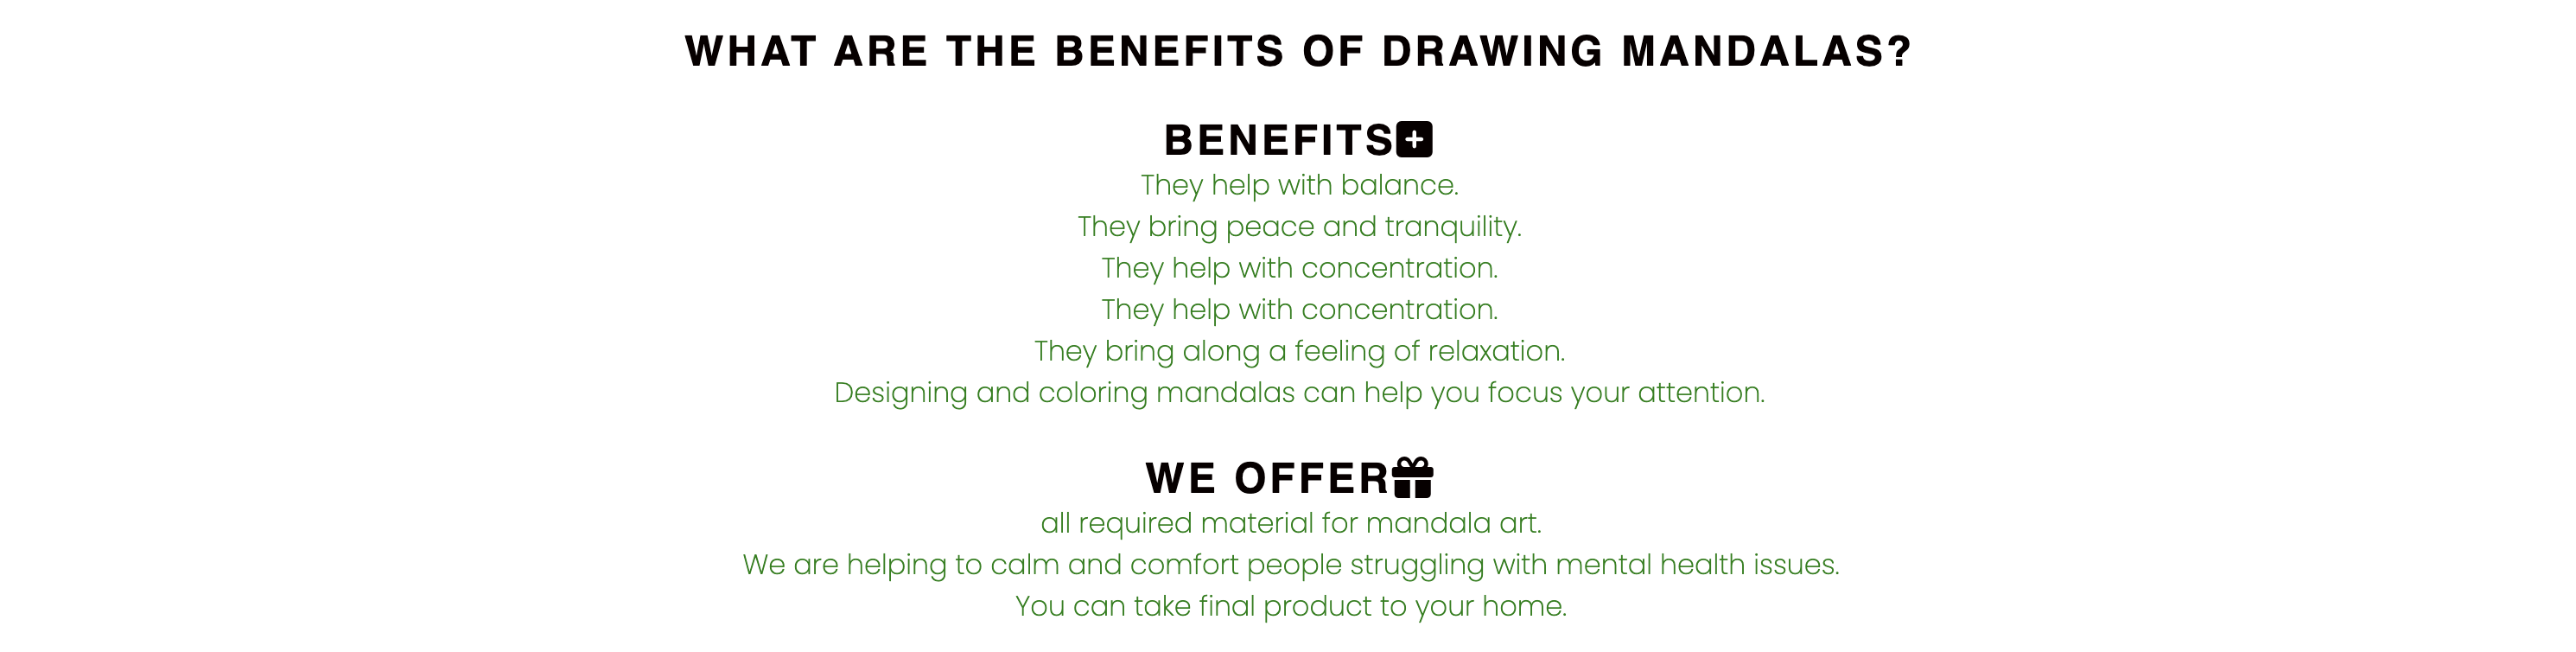 WHAT ARE THE BENEFITS OF DRAWING MANDALAS?
BENEFITS
They help with balance.
They bring peace and tranquility.
They help with concentration.
They help with concentration.
They bring along a feeling of relaxation.
Designing and coloring mandalas can help you focus your attention.
WE OFFER
all required material for mandala art.
We are helping to calm and comfort people struggling with mental health issues.
You can take final product to your home.